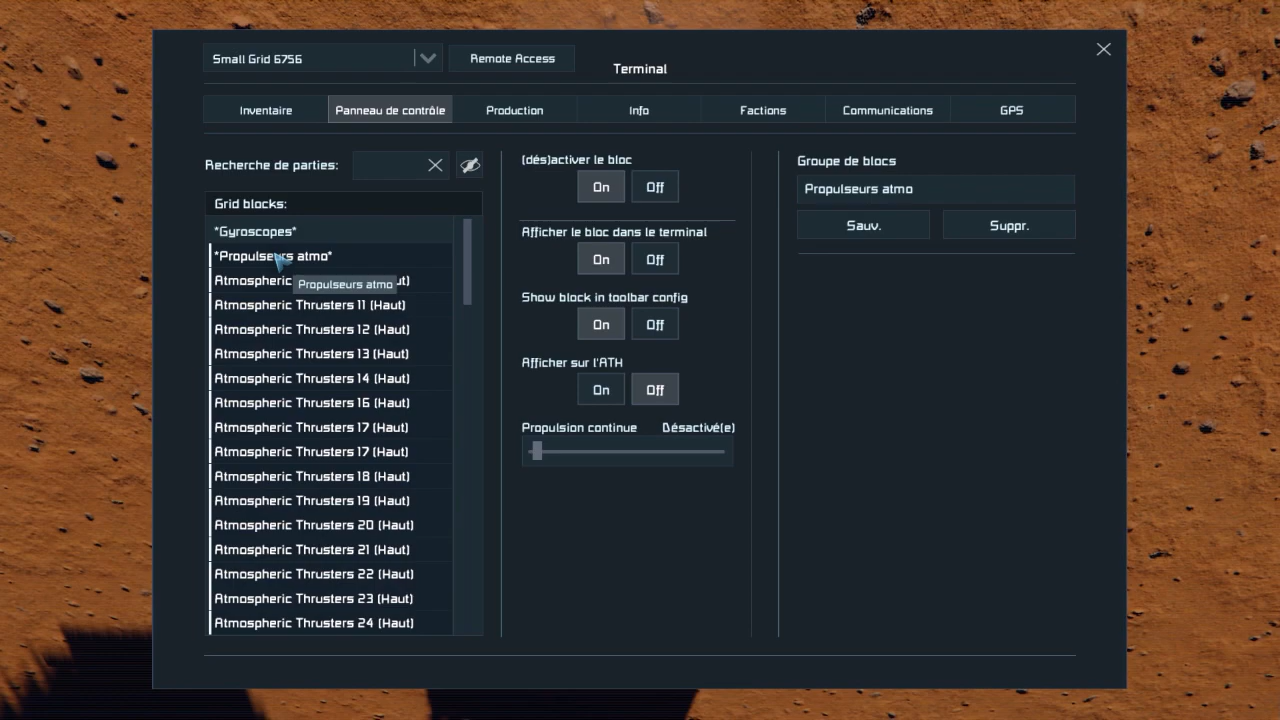 Small Grid 6756
Remote Access
Terminal
Inventaire
Panneau de contrôle
Production
Info
Factions
Communications
GPS
Recherche de parties:
Grid blocks:
*Gyroscopes*
*Propulseurs atmo*
Atmospheric
ut)
Propulseurs atmo
Atmospheric Thrusters 11 (Haut)
Atmospheric Thrusters 12 (Haut)
Atmospheric Thrusters 13 (Haut)
Atmospheric Thrusters 14 (Haut)
Atmospheric Thrusters 16 (Haut)
Atmospheric Thrusters 17 (Haut)
Atmospheric Thrusters 17 (Haut)
Atmospheric Thrusters 18 (Haut)
Atmospheric Thrusters 19 (Haut)
Atmospheric Thrusters 20 (Haut)
Atmospheric Thrusters 21 (Haut)
Atmospheric Thrusters 22 (Haut)
Atmospheric Thrusters 23 (Haut)
Atmospheric Thrusters 24 (Haut)
(dés)activer le bloc
On Off
Afficher le bloc dans le terminal
On Off
Show block in toolbar config
On Off
Afficher sur l'ATH
On Off
Propulsion continue Désactivé(e)
Groupe de blocs
Propulseurs atmo
Sauv. Suppr.